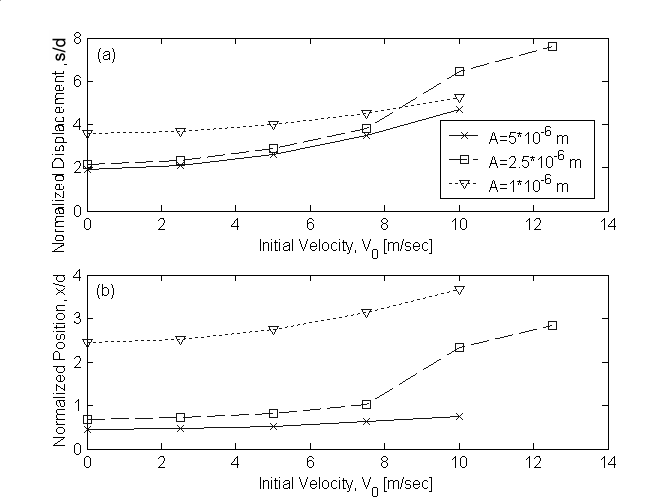 (a)
Normalized Displacement, s/d
8
6
4
2
0
0 2 4 6 8 10 12 14
Initial Velocity, V0 [m/sec]
A=5*10-6 m
A=2.5*10-6 m
A=1*10-6 m
(b)
Normalized Position, x/d
4
3
2
1
0
0 2 4 6 8 10 12 14
Initial Velocity, V0 [m/sec]